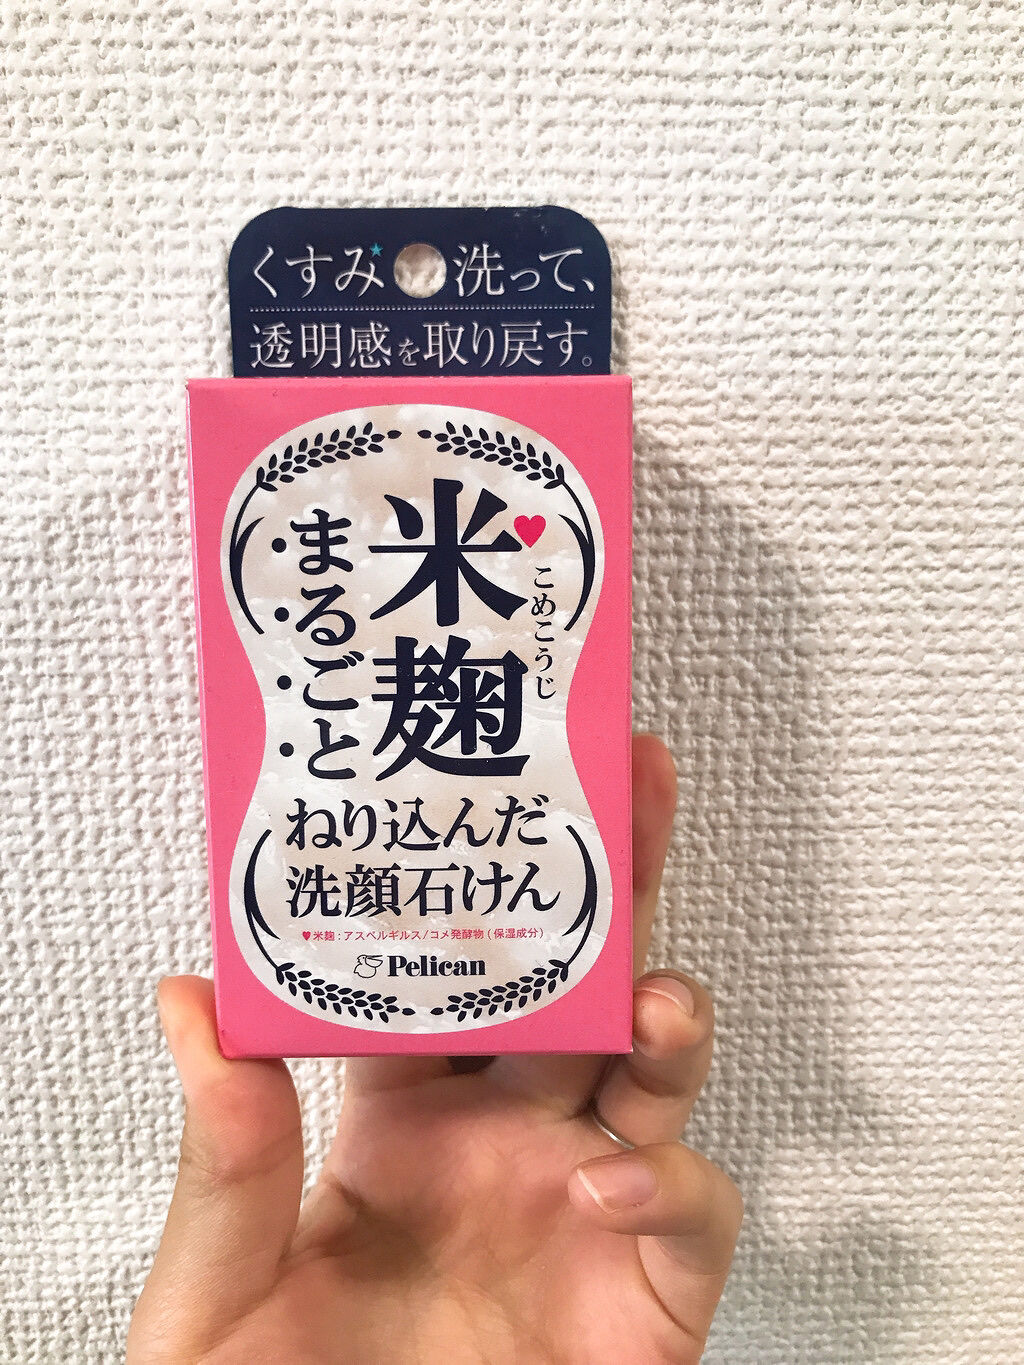 くすみ★洗って、
透明感を取り戻す。
米麹♥
こめこうじ
まるごと
ねり込んだ
洗顔石けん
♥米麹:アスペルギルス/コメ発酵物(保湿成分)
Pelican